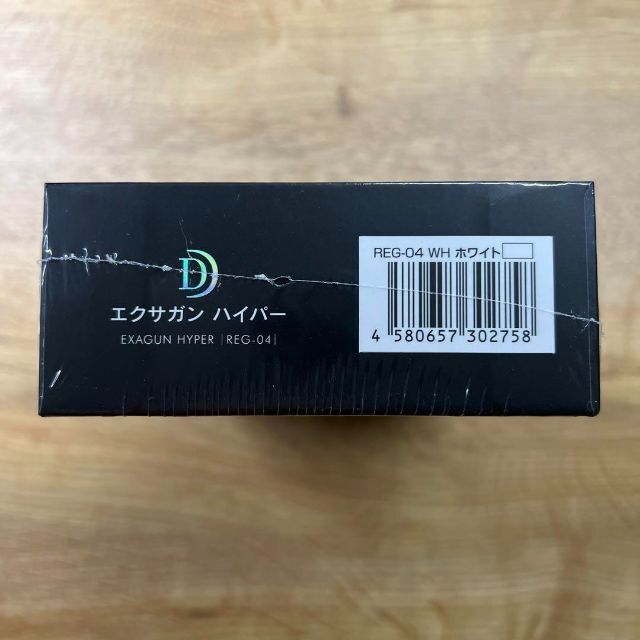 D
エクサガン ハイパー
EXAGUN HYPER |REG-04|
REG-04 WH ホワイト
4 580657 302758